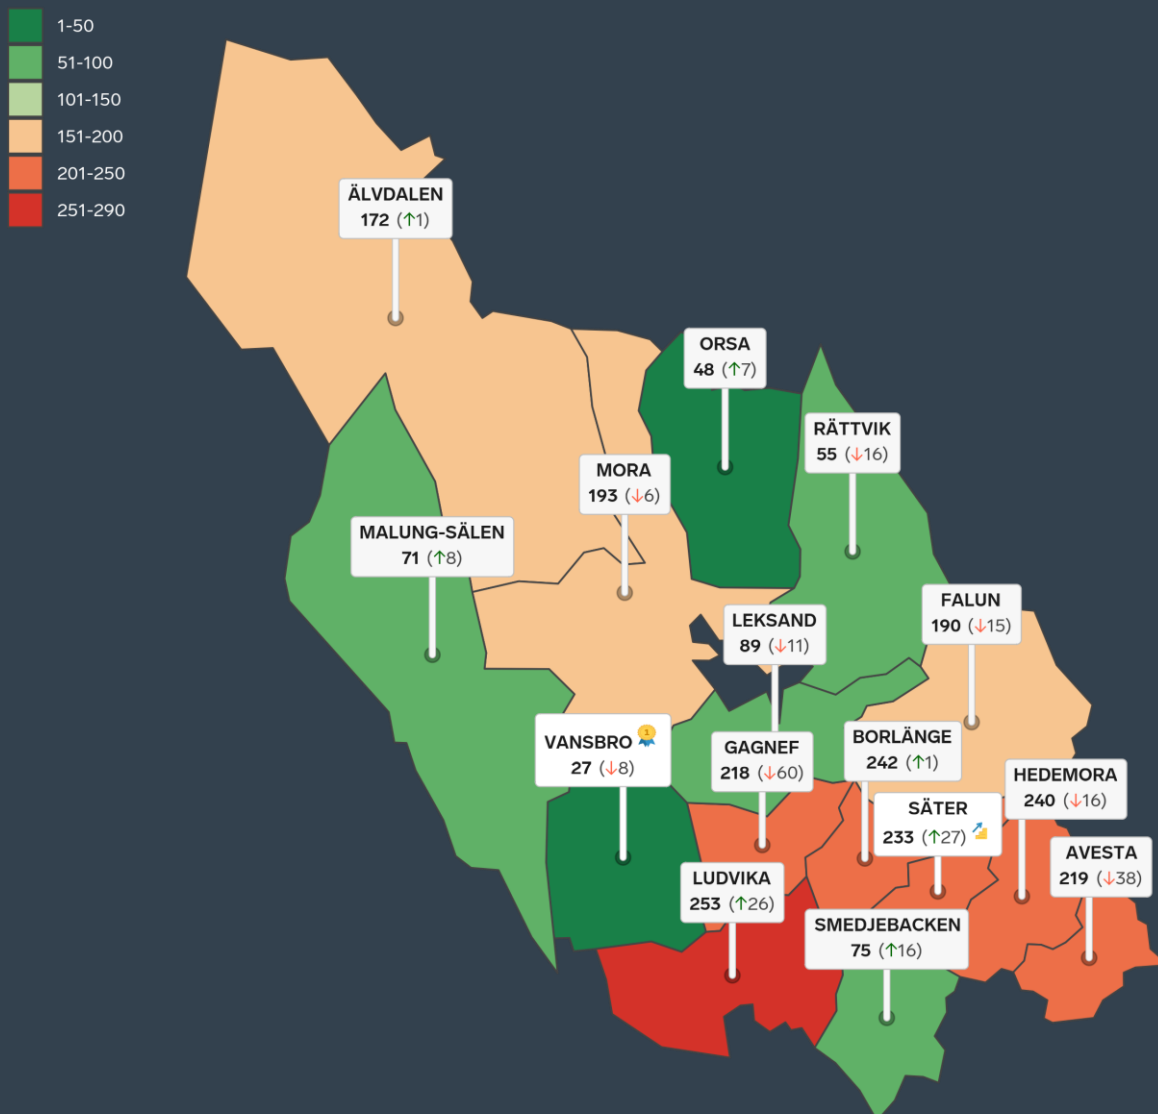 1-50
51-100
101-150
151-200
201-250
251-290
ÄLVDALEN
172 (↑1)
ORSA
48 (↑7)
RÄTTVIK
55 (↓16)
MORA
193 (↓6)
MALUNG-SÄLEN
71 (↑8)
FALUN
190 (↓15)
LEKSAND
89 (↓11)
VANSBRO 1
27 (↓8)
GAGNEF
218 (↓60)
BORLÄNGE
242 (↑1)
HEDEMORA
240 (↓16)
SÄTER
233 (↑27)
AVESTA
219 (↓38)
LUDVIKA
253 (↑26)
SMEDJEBACKEN
75 (↑16)